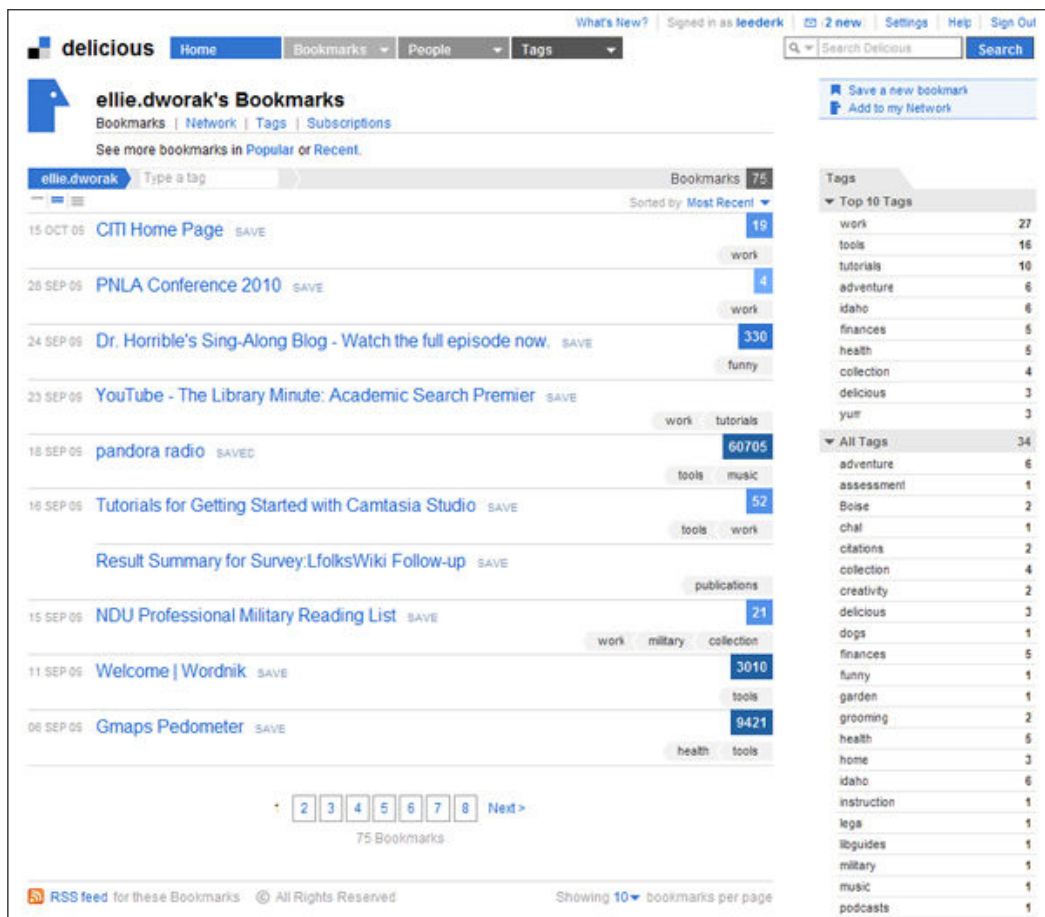 What's New? Signed in as leederk 2 new Settings Help Sign Out
delicious Home Bookmarks People Tags Search Delicious Search
ellie.dworak's Bookmarks
Bookmarks | Network | Tags | Subscriptions
See more bookmarks in Popular or Recent.
Save a new bookmark
Add to my Network
ellie.dworak Type a tag Bookmarks 75
Sorted by Most Recent
15 OCT 09 CITI Home Page SAVE 19
work
PNLA Conference 2010 SAVE 4
work
24 SEP 09 Dr. Horrible's Sing-Along Blog - Watch the full episode now. SAVE 330
funny
23 SEP 09 YouTube - The Library Minute: Academic Search Premier SAVE
work tutorials
18 SEP 09 pandora radio SAVED 60705
tools music
16 SEP 09 Tutorials for Getting Started with Camtasia Studio SAVE 52
tools work
Result Summary for Survey:LfolksWiki Follow-up SAVE
publications
15 SEP 09 NDU Professional Military Reading List SAVE 21
work military collection
11 SEP 09 Welcome | Wordnik SAVE 3010
tools
06 SEP 09 Gmaps Pedometer SAVE 9421
health tools
1 2 3 4 5 6 7 8 Next >
75 Bookmarks
RSS feed for these Bookmarks © All Rights Reserved Showing 10 bookmarks per page
Tags
Top 10 Tags
work 27
tools 16
tutorials 10
adventure 6
idaho 6
finances 5
health 5
collection 4
delicious 3
yum 3
All Tags 34
adventure 6
assessment 1
Boise 2
chat 1
citations 2
collection 4
creativity 2
delicious 3
dogs 1
finances 5
funny 1
garden 1
grooming 2
health 5
home 3
idaho 6
instruction 1
legal 1
libguides 1
military 1
music 1
podcasts 1